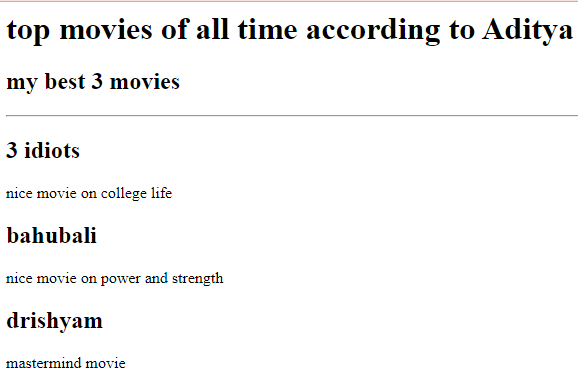 top movies of all time according to Aditya
my best 3 movies
3 idiots
nice movie on college life
bahubali
nice movie on power and strength
drishyam
mastermind movie